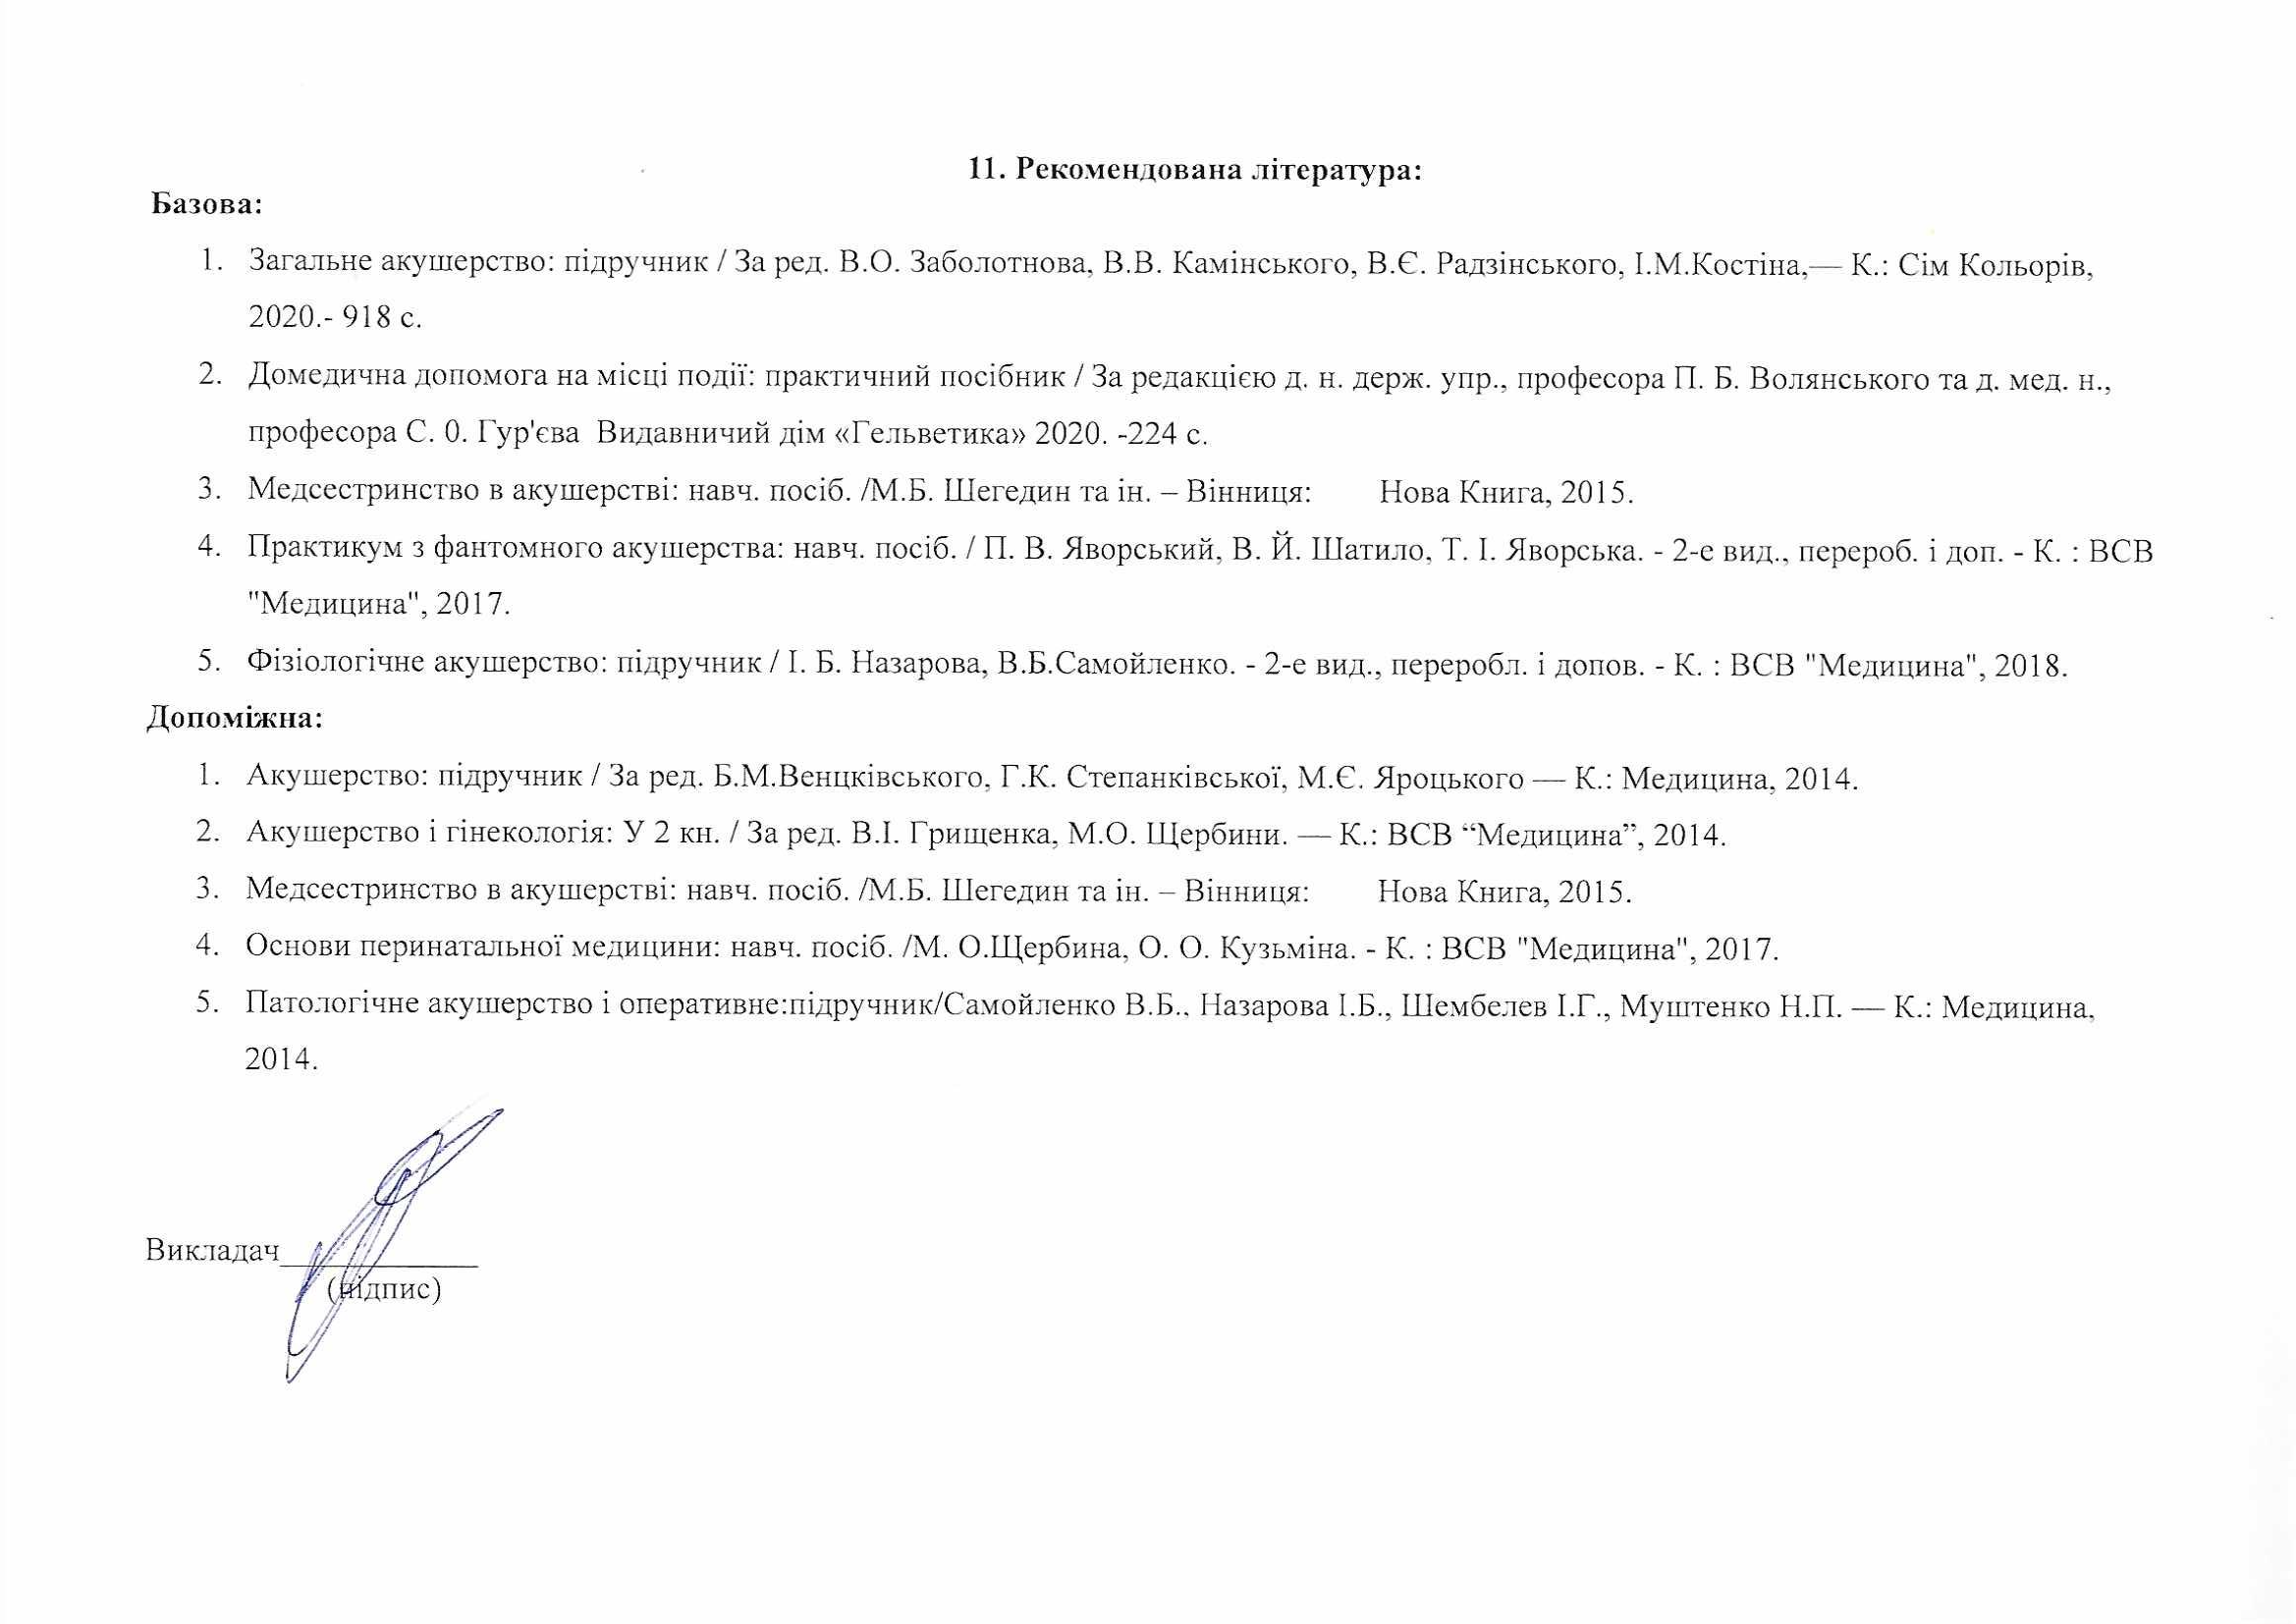 11. Рекомендована література:
Базова:
1. Загальне акушерство: підручник / За ред. В.О. Заболотнова, В.В. Камінського, В.Є. Радзінського, І.М.Костіна,— К.: Сім Кольорів,
2020.- 918 с.
2. Домедична допомога на місці події: практичний посібник / За редакцією д. н. держ. упр., професора П. Б. Волянського та д. мед. н.,
професора С. 0. Гур'єва Видавничий дім «Гельветика» 2020. -224 с.
3. Медсестринство в акушерстві: навч. посіб. /М.Б. Шегедин та ін. – Вінниця: Нова Книга, 2015.
4. Практикум з фантомного акушерства: навч. посіб. / П. В. Яворський, В. Й. Шатило, Т. І. Яворська. - 2-е вид., перероб. і доп. - К. : ВСВ
"Медицина", 2017.
5. Фізіологічне акушерство: підручник / І. Б. Назарова, В.Б.Самойленко. - 2-е вид., переробл. і допов. - К. : ВСВ "Медицина", 2018.
Допоміжна:
1. Акушерство: підручник / За ред. Б.М.Венцківського, Г.К. Степанківської, М.Є. Яроцького — К.: Медицина, 2014.
2. Акушерство і гінекологія: У 2 кн. / За ред. В.І. Грищенка, М.О. Щербини. — К.: ВСВ “Медицина”, 2014.
3. Медсестринство в акушерстві: навч. посіб. /М.Б. Шегедин та ін. – Вінниця: Нова Книга, 2015.
4. Основи перинатальної медицини: навч. посіб. /М. О.Щербина, О. О. Кузьміна. - К. : ВСВ "Медицина", 2017.
5. Патологічне акушерство і оперативне:підручник/Самойленко В.Б., Назарова І.Б., Шембелев І.Г., Муштенко Н.П. — К.: Медицина,
2014.
Викладач____________
(підпис)